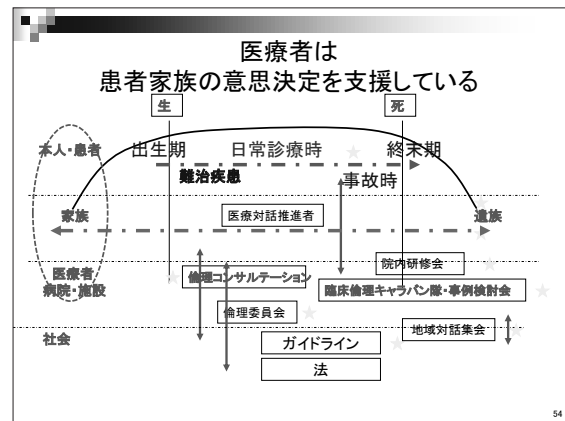 医療者は
患者家族の意思決定を支援している
生
死
本人・患者
出生期
日常診療時
終末期
難治疾患
事故時
家族
医療対話推進者
遺族
医療者
病院・施設
倫理コンサルテーション
院内研修会
臨床倫理キャラバン隊・事例検討会
倫理委員会
地域対話集会
社会
ガイドライン
法
54